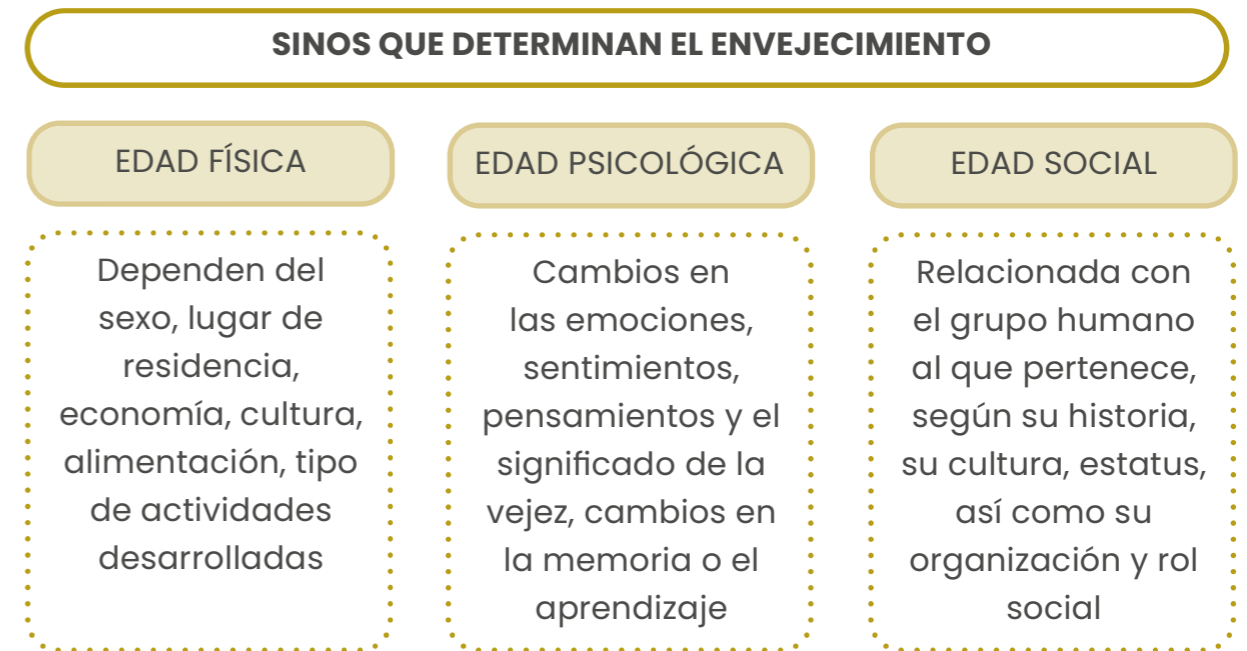 SINOS QUE DETERMINAN EL ENVEJECIMIENTO
EDAD FÍSICA
Dependen del
sexo, lugar de
residencia,
economía, cultura,
alimentación, tipo
de actividades
desarrolladas
EDAD PSICOLÓGICA
Cambios en
las emociones,
sentimientos,
pensamientos y el
significado de la
vejez, cambios en
la memoria o el
aprendizaje
EDAD SOCIAL
Relacionada con
el grupo humano
al que pertenece,
según su historia,
su cultura, estatus,
así como su
organización y rol
social